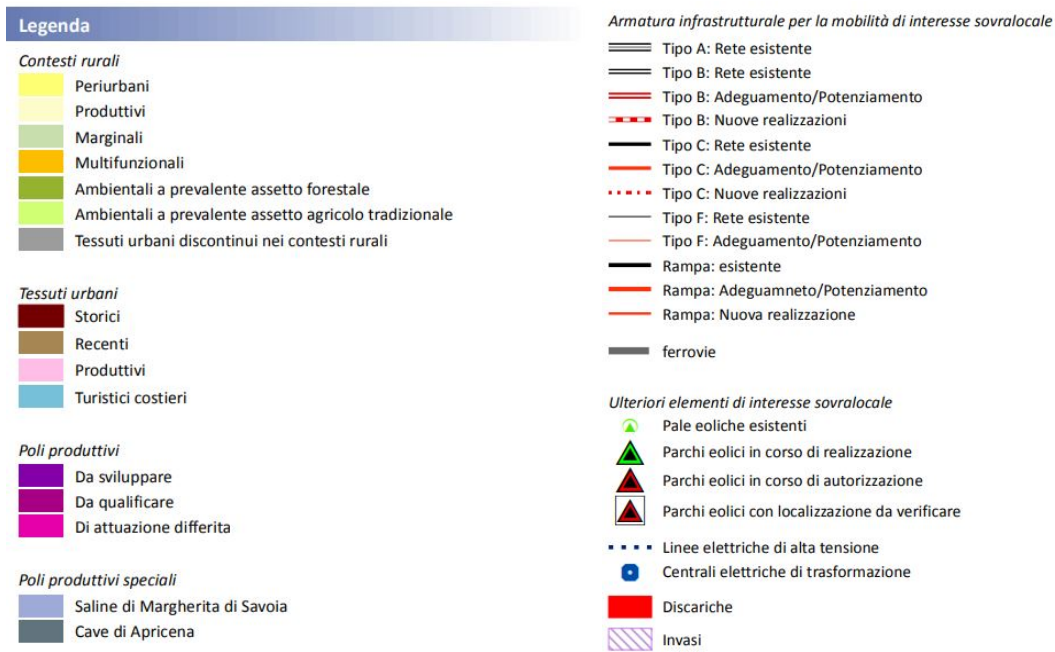 Legenda
Contesti rurali
Periurbani
Produttivi
Marginali
Multifunzionali
Ambientali a prevalente assetto forestale
Ambientali a prevalente assetto agricolo tradizionale
Tessuti urbani discontinui nei contesti rurali
Tessuti urbani
Storici
Recenti
Produttivi
Turistici costieri
Poli produttivi
Da sviluppare
Da qualificare
Di attuazione differita
Poli produttivi speciali
Saline di Margherita di Savoia
Cave di Apricena
Armatura infrastrutturale per la mobilità di interesse sovralocale
Tipo A: Rete esistente
Tipo B: Rete esistente
Tipo B: Adeguamento/Potenziamento
Tipo B: Nuove realizzazioni
Tipo C: Rete esistente
Tipo C: Adeguamento/Potenziamento
Tipo C: Nuove realizzazioni
Tipo F: Rete esistente
Tipo F: Adeguamento/Potenziamento
Rampa: esistente
Rampa: Adeguamneto/Potenziamento
Rampa: Nuova realizzazione
ferrovie
Ulteriori elementi di interesse sovralocale
Pale eoliche esistenti
Parchi eolici in corso di realizzazione
Parchi eolici in corso di autorizzazione
Parchi eolici con localizzazione da verificare
Linee elettriche di alta tensione
Centrali elettriche di trasformazione
Discariche
Invasi